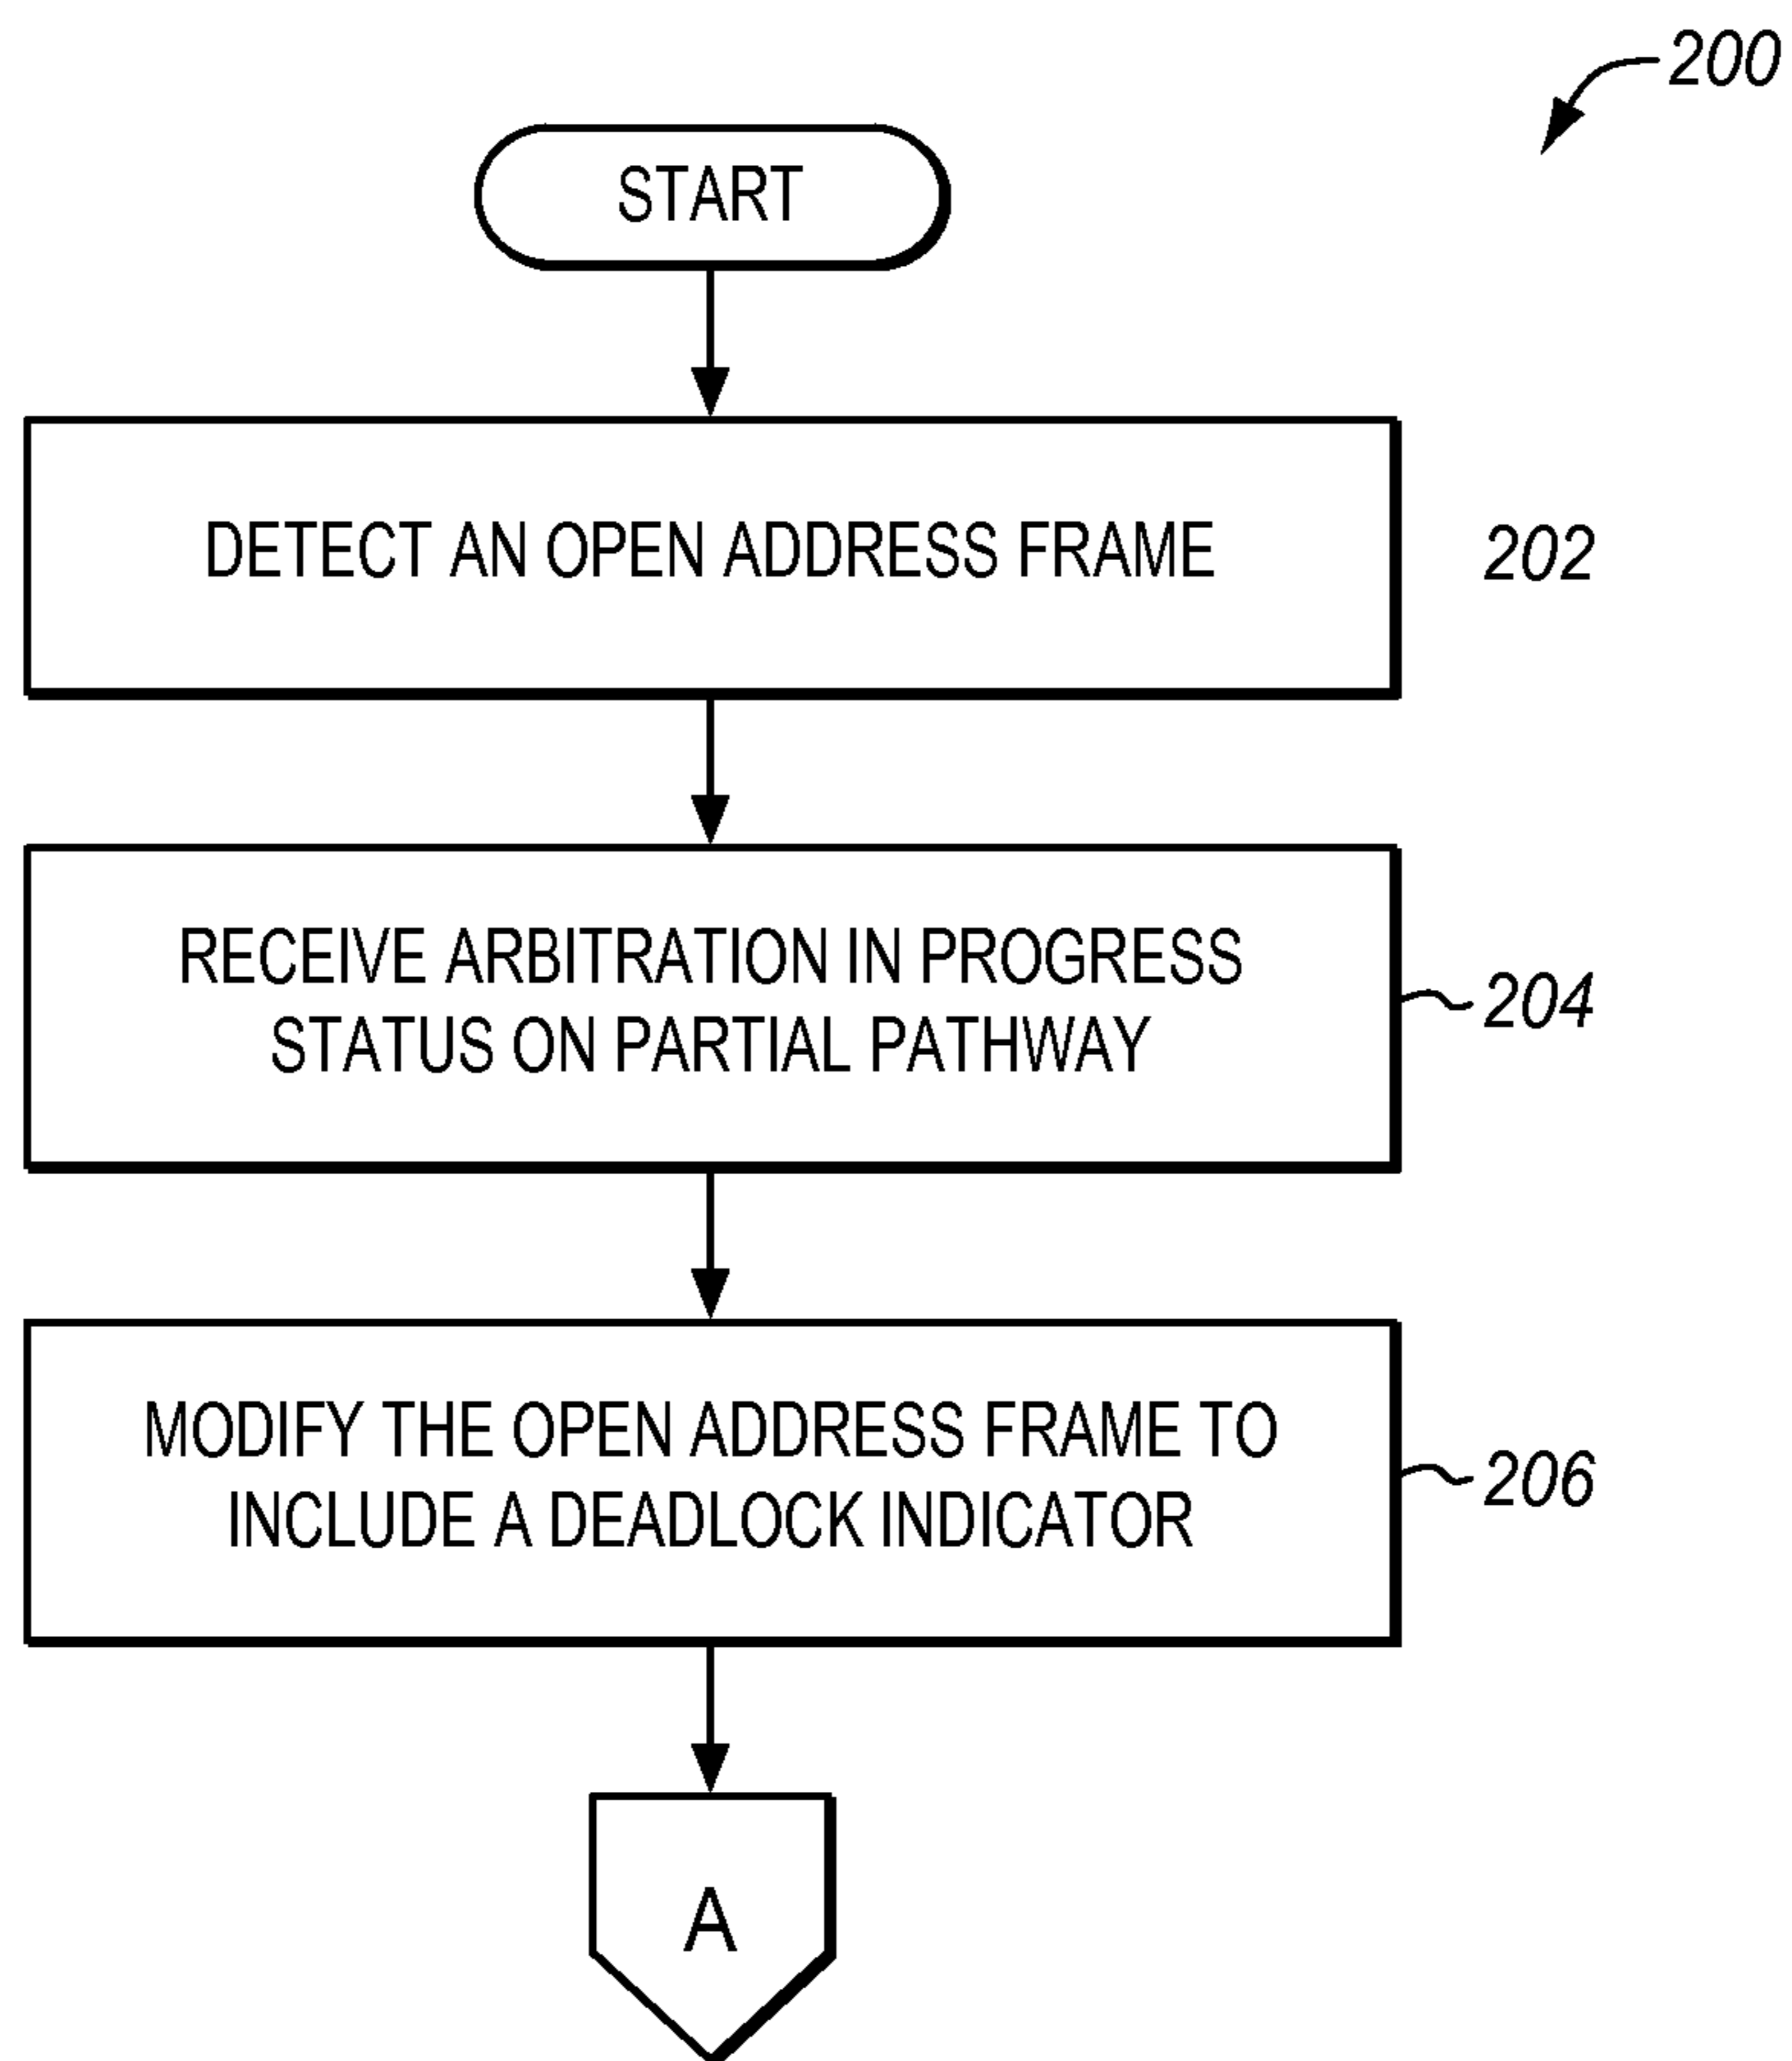 200
START
DETECT AN OPEN ADDRESS FRAME
202
RECEIVE ARBITRATION IN PROGRESS
STATUS ON PARTIAL PATHWAY
204
MODIFY THE OPEN ADDRESS FRAME TO
INCLUDE A DEADLOCK INDICATOR
206
A